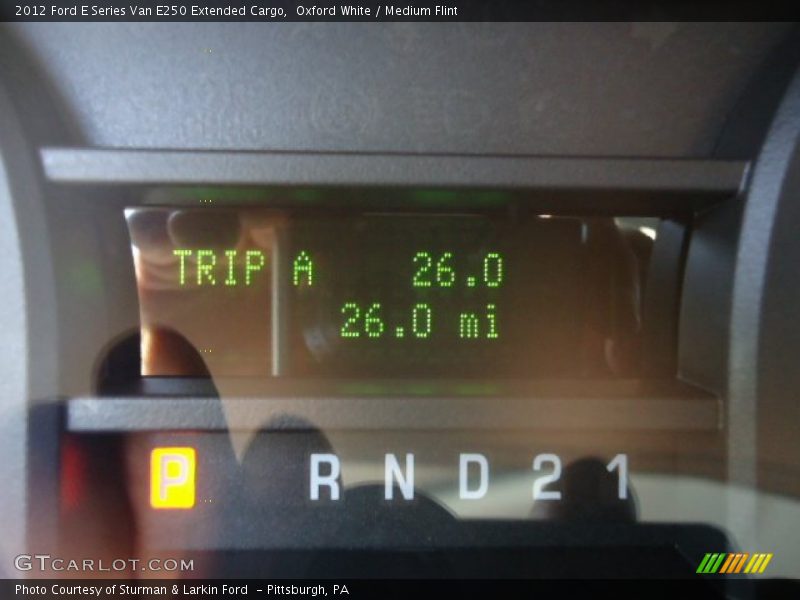 2012 Ford E Series Van E250 Extended Cargo,  Oxford White / Medium Flint
TRIP A 26.0
26.0 mi
P R N D 2 1
GTCARLOT.COM
Photo Courtesy of Sturman & Larkin Ford  - Pittsburgh, PA